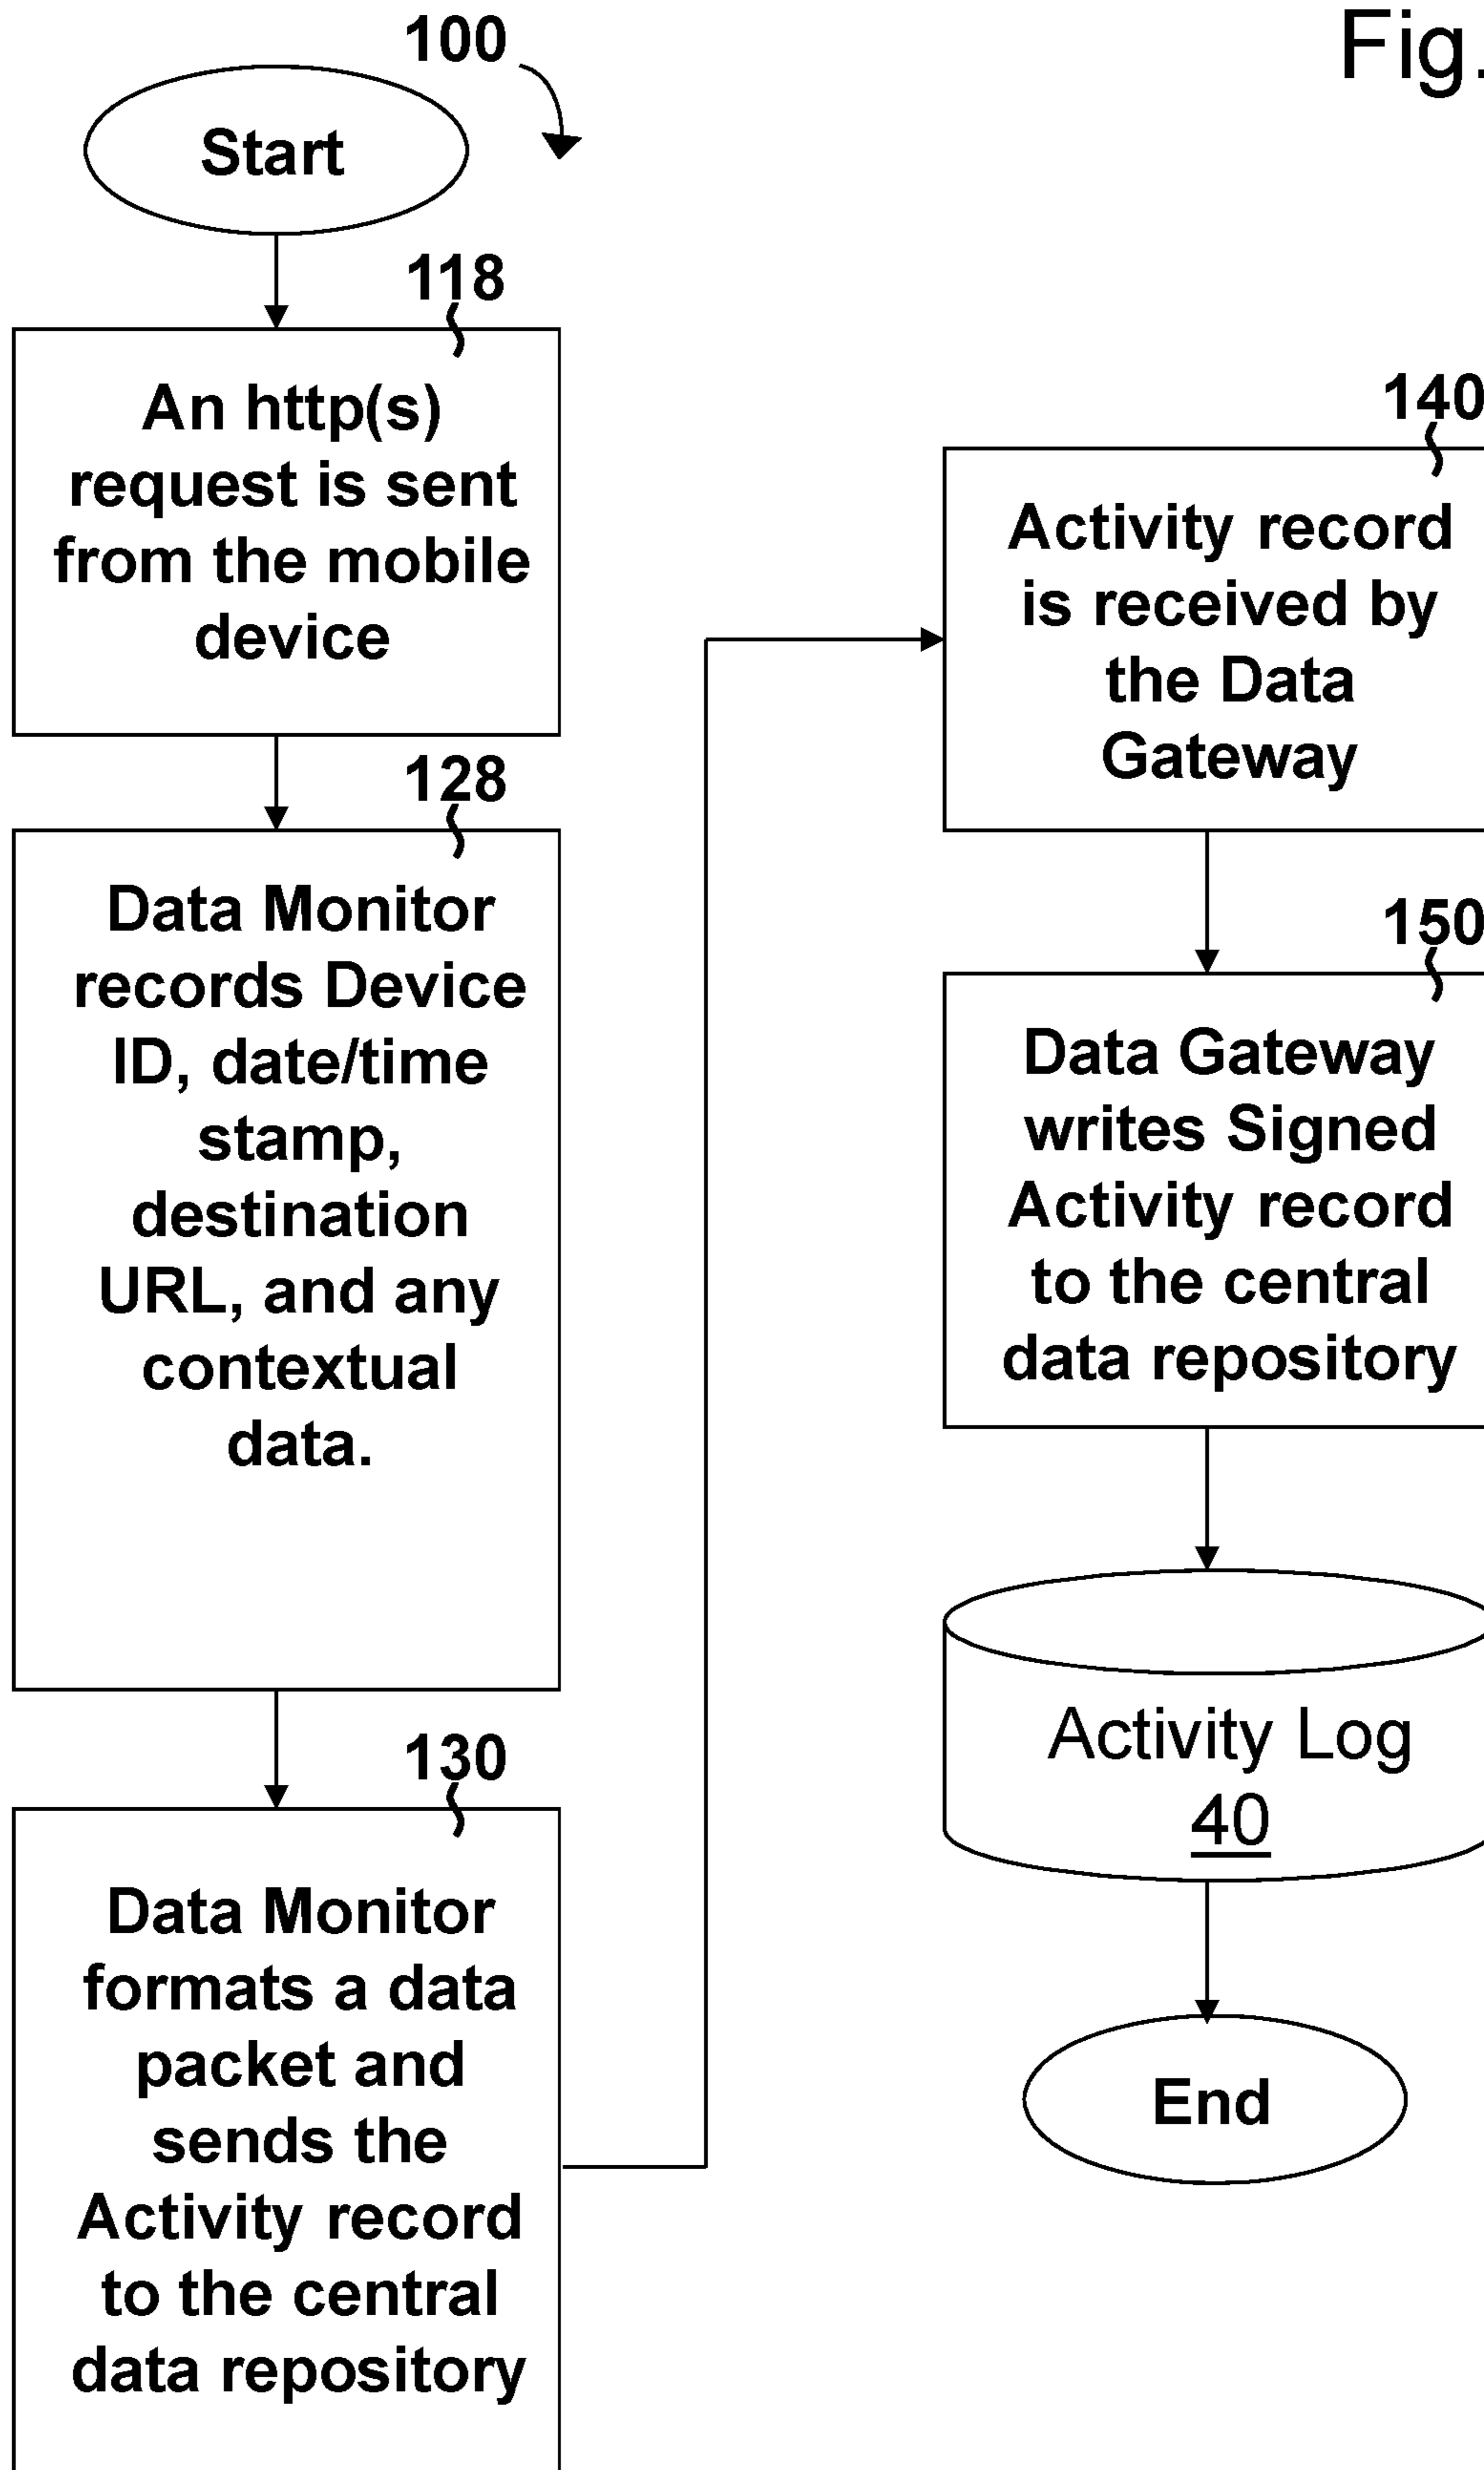 100
Fig.
Start
118
An http(s)
request is sent
from the mobile
device
128
Data Monitor
records Device
ID, date/time
stamp,
destination
URL, and any
contextual
data.
130
Data Monitor
formats a data
packet and
sends the
Activity record
to the central
data repository
140
Activity record
is received by
the Data
Gateway
150
Data Gateway
writes Signed
Activity record
to the central
data repository
Activity Log
40
End